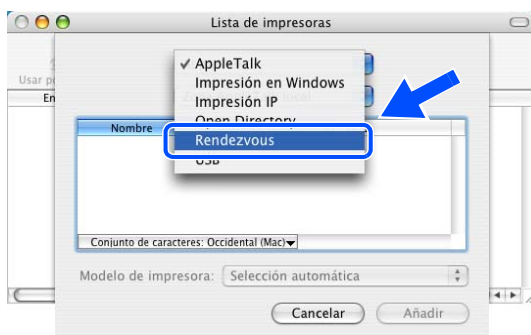 Lista de impresoras
AppleTalk
Impresión en Windows
Usar
Impresión IP
En
Open Directory
Nombre
Rendezvous
USB
Conjunto de caracteres: Occidental (Mac)
Modelo de impresora: Selección automática
Cancelar Añadir